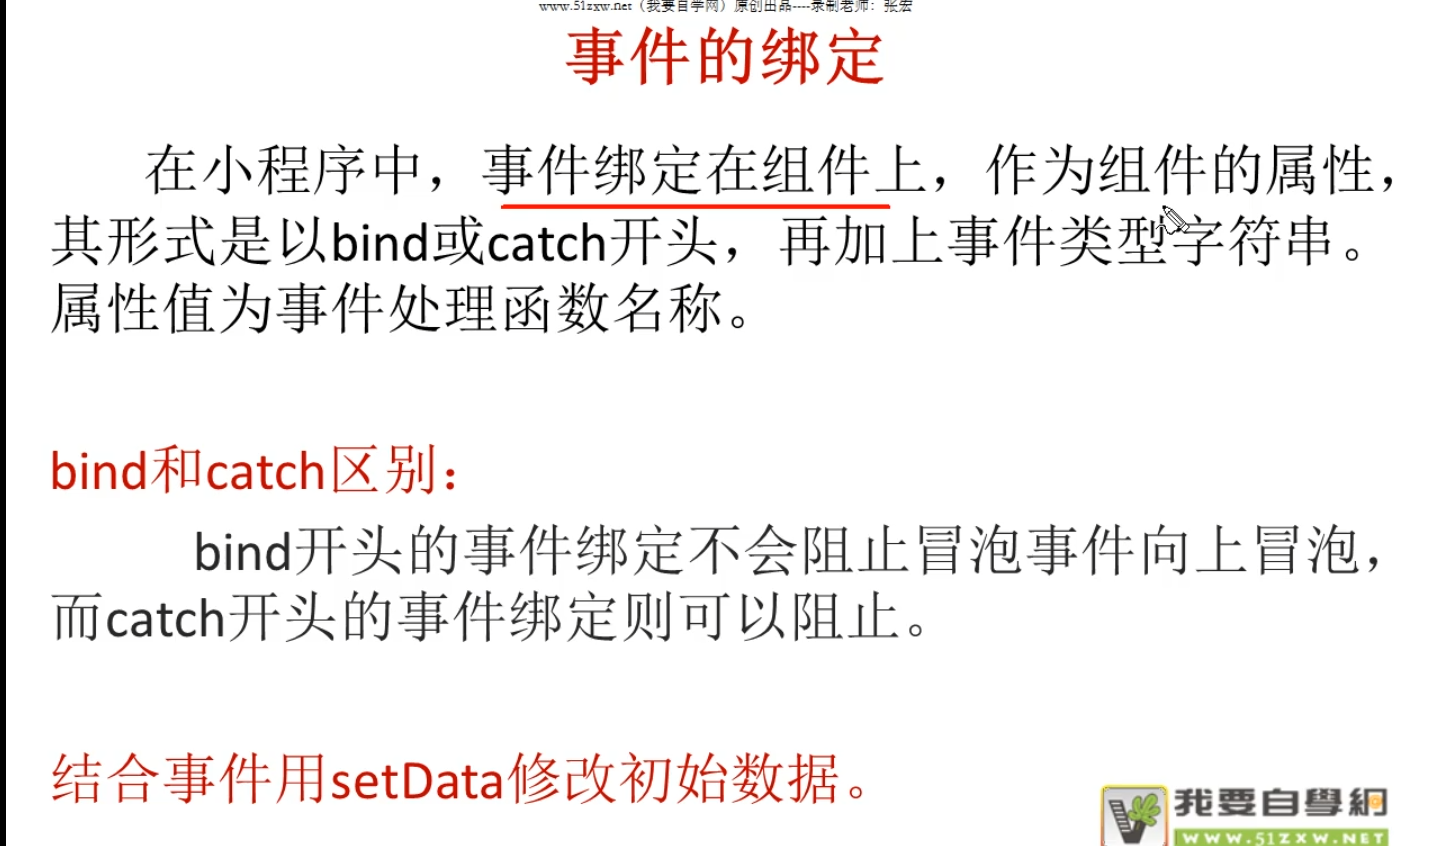 www.51zxw.net（我要自学网）原创出品----录制老师：张宏
事件的绑定
在小程序中，事件绑定在组件上，作为组件的属性，
其形式是以bind或catch开头，再加上事件类型字符串。
属性值为事件处理函数名称。
bind和catch区别：
bind开头的事件绑定不会阻止冒泡事件向上冒泡，
而catch开头的事件绑定则可以阻止。
结合事件用setData修改初始数据。
我要自學網
WWW.51ZXW.NET